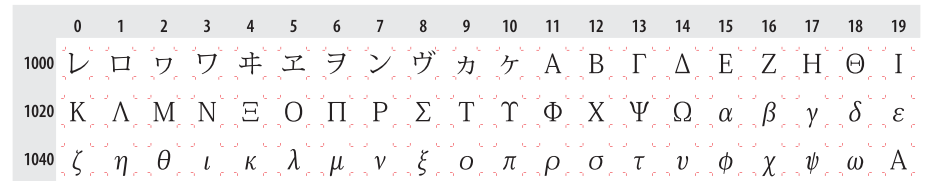 0 1 2 3 4 5 6 7 8 9 10 11 12 13 14 15 16 17 18 19
1000 レ ロ ヮ ワ ヰ ヱ ヲ ン ヴ ヵ ヶ Α Β Γ Δ Ε Ζ Η Θ Ι
1020 Κ Λ Μ Ν Ξ Ο Π Ρ Σ Τ Υ Φ Χ Ψ Ω α β γ δ ε
1040 ζ η θ ι κ λ μ ν ξ ο π ρ σ τ υ φ χ ψ ω А